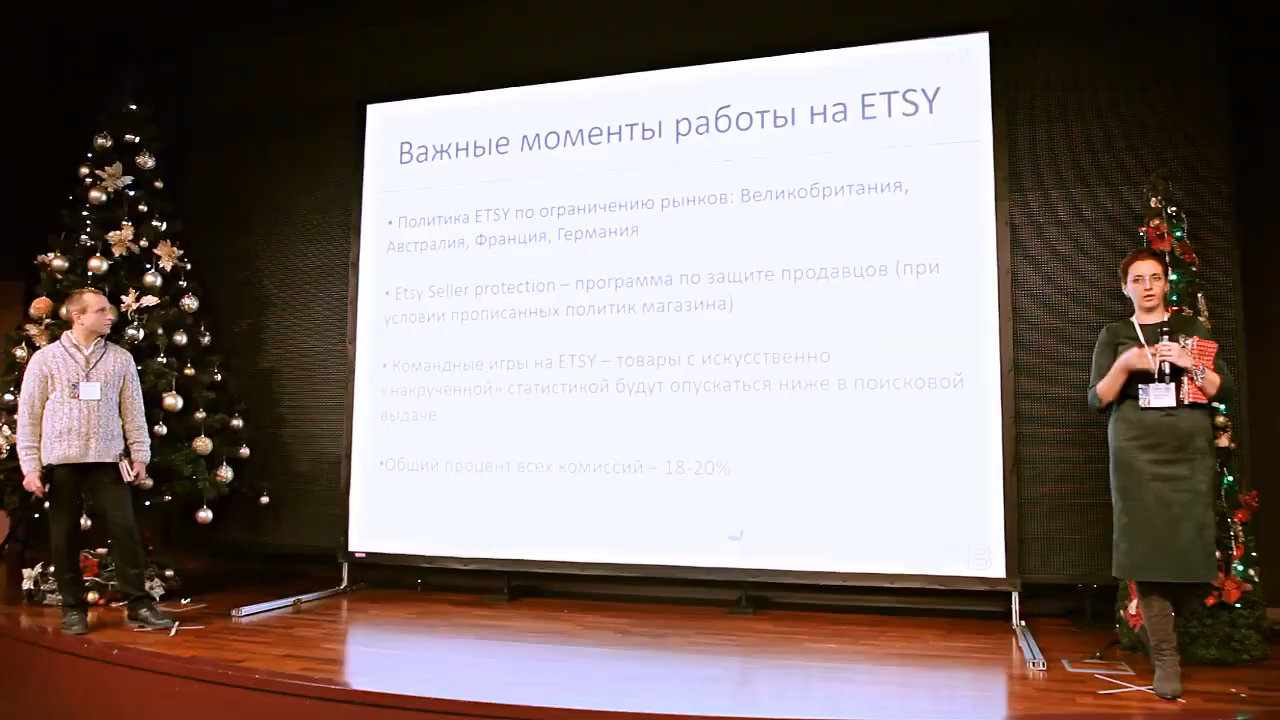 Важные моменты работы на ETSY
• Политика ETSY по ограничению рынков: Великобритания,
Австралия, Франция, Германия
• Etsy Seller protection – программа по защите продавцов (при
условии прописанных политик магазина)
• Командные игры на ETSY – товары с искусственно
«накрученной» статистикой будут опускаться ниже в поисковой
выдаче
•Общий процент всех комиссий – 18-20%